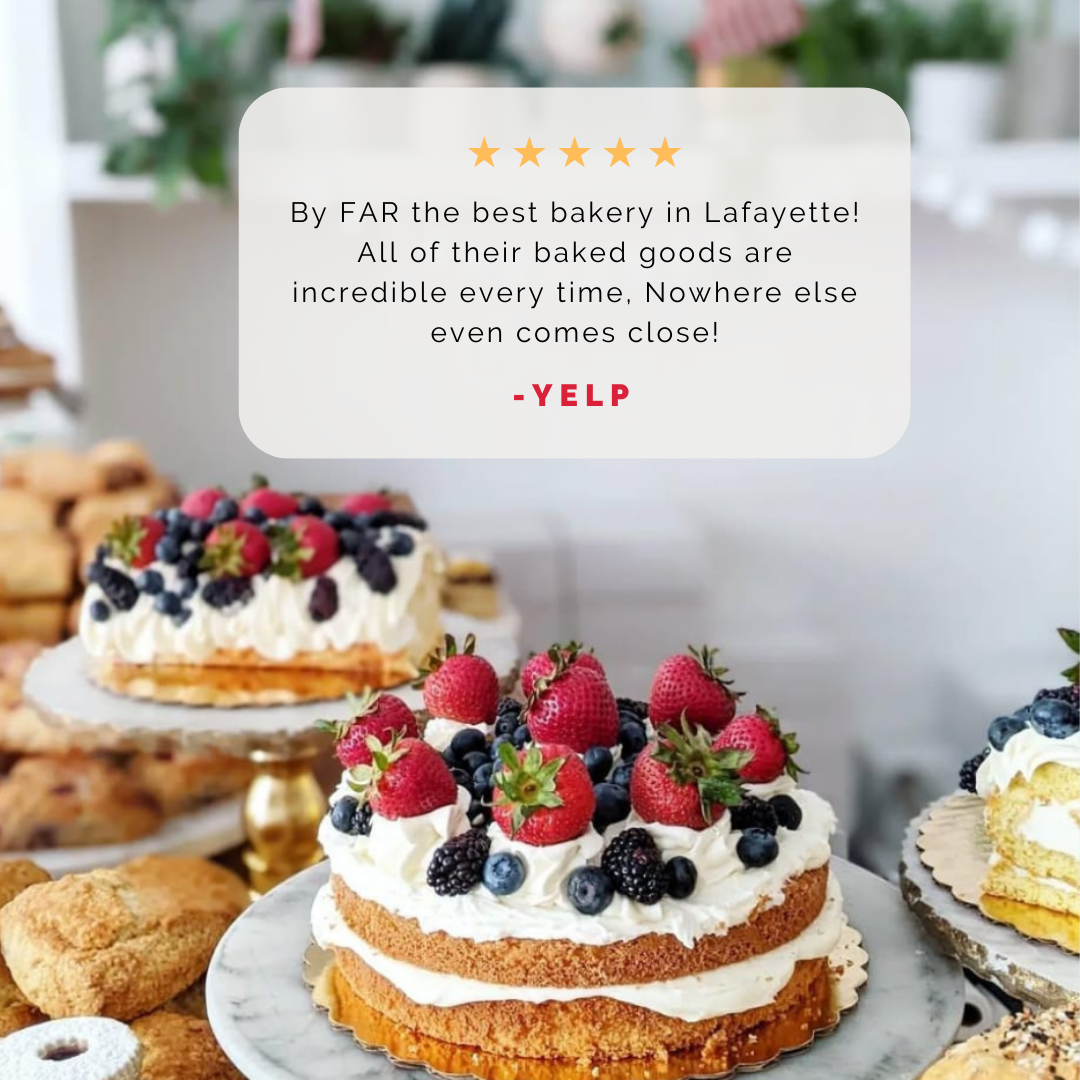 ★★★★★
By FAR the best bakery in Lafayette!
All of their baked goods are
incredible every time, Nowhere else
even comes close!
-YELP